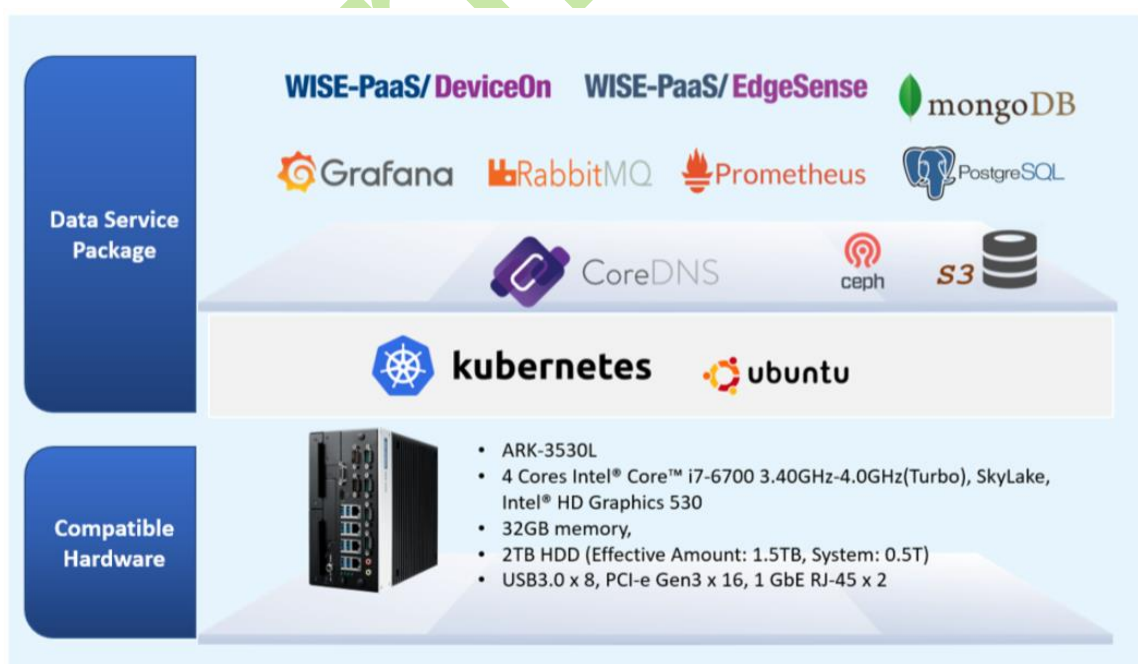 WISE-PaaS/DeviceOn WISE-PaaS/EdgeSense mongoDB
Grafana RabbitMQ Prometheus PostgreSQL
Data Service
Package
CoreDNS ceph S3
kubernetes ubuntu
Compatible
Hardware
• ARK-3530L
• 4 Cores Intel® Core™ i7-6700 3.40GHz-4.0GHz(Turbo), SkyLake,
Intel® HD Graphics 530
• 32GB memory,
• 2TB HDD (Effective Amount: 1.5TB, System: 0.5T)
• USB3.0 x 8, PCI-e Gen3 x 16, 1 GbE RJ-45 x 2